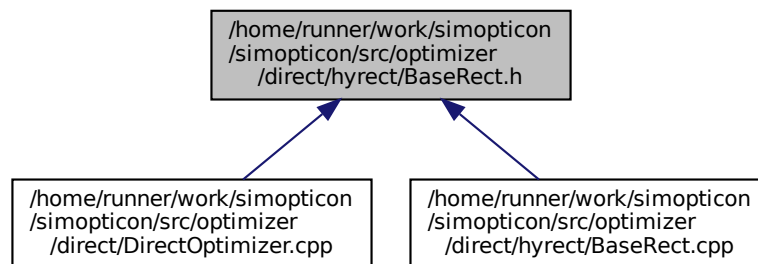 /home/runner/work/simopticon
/simopticon/src/optimizer
/direct/hyrect/BaseRect.h
/home/runner/work/simopticon
/simopticon/src/optimizer
/direct/DirectOptimizer.cpp
/home/runner/work/simopticon
/simopticon/src/optimizer
/direct/hyrect/BaseRect.cpp